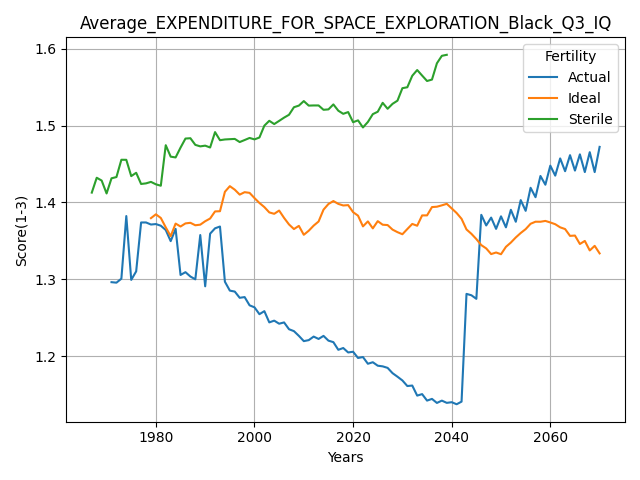 Average_EXPENDITURE_FOR_SPACE_EXPLORATION_Black_Q3_IQ
Score(1-3)
1.6
1.5
1.4
1.3
1.2
Fertility
Actual
Ideal
Sterile
1980 2000 2020 2040 2060
Years